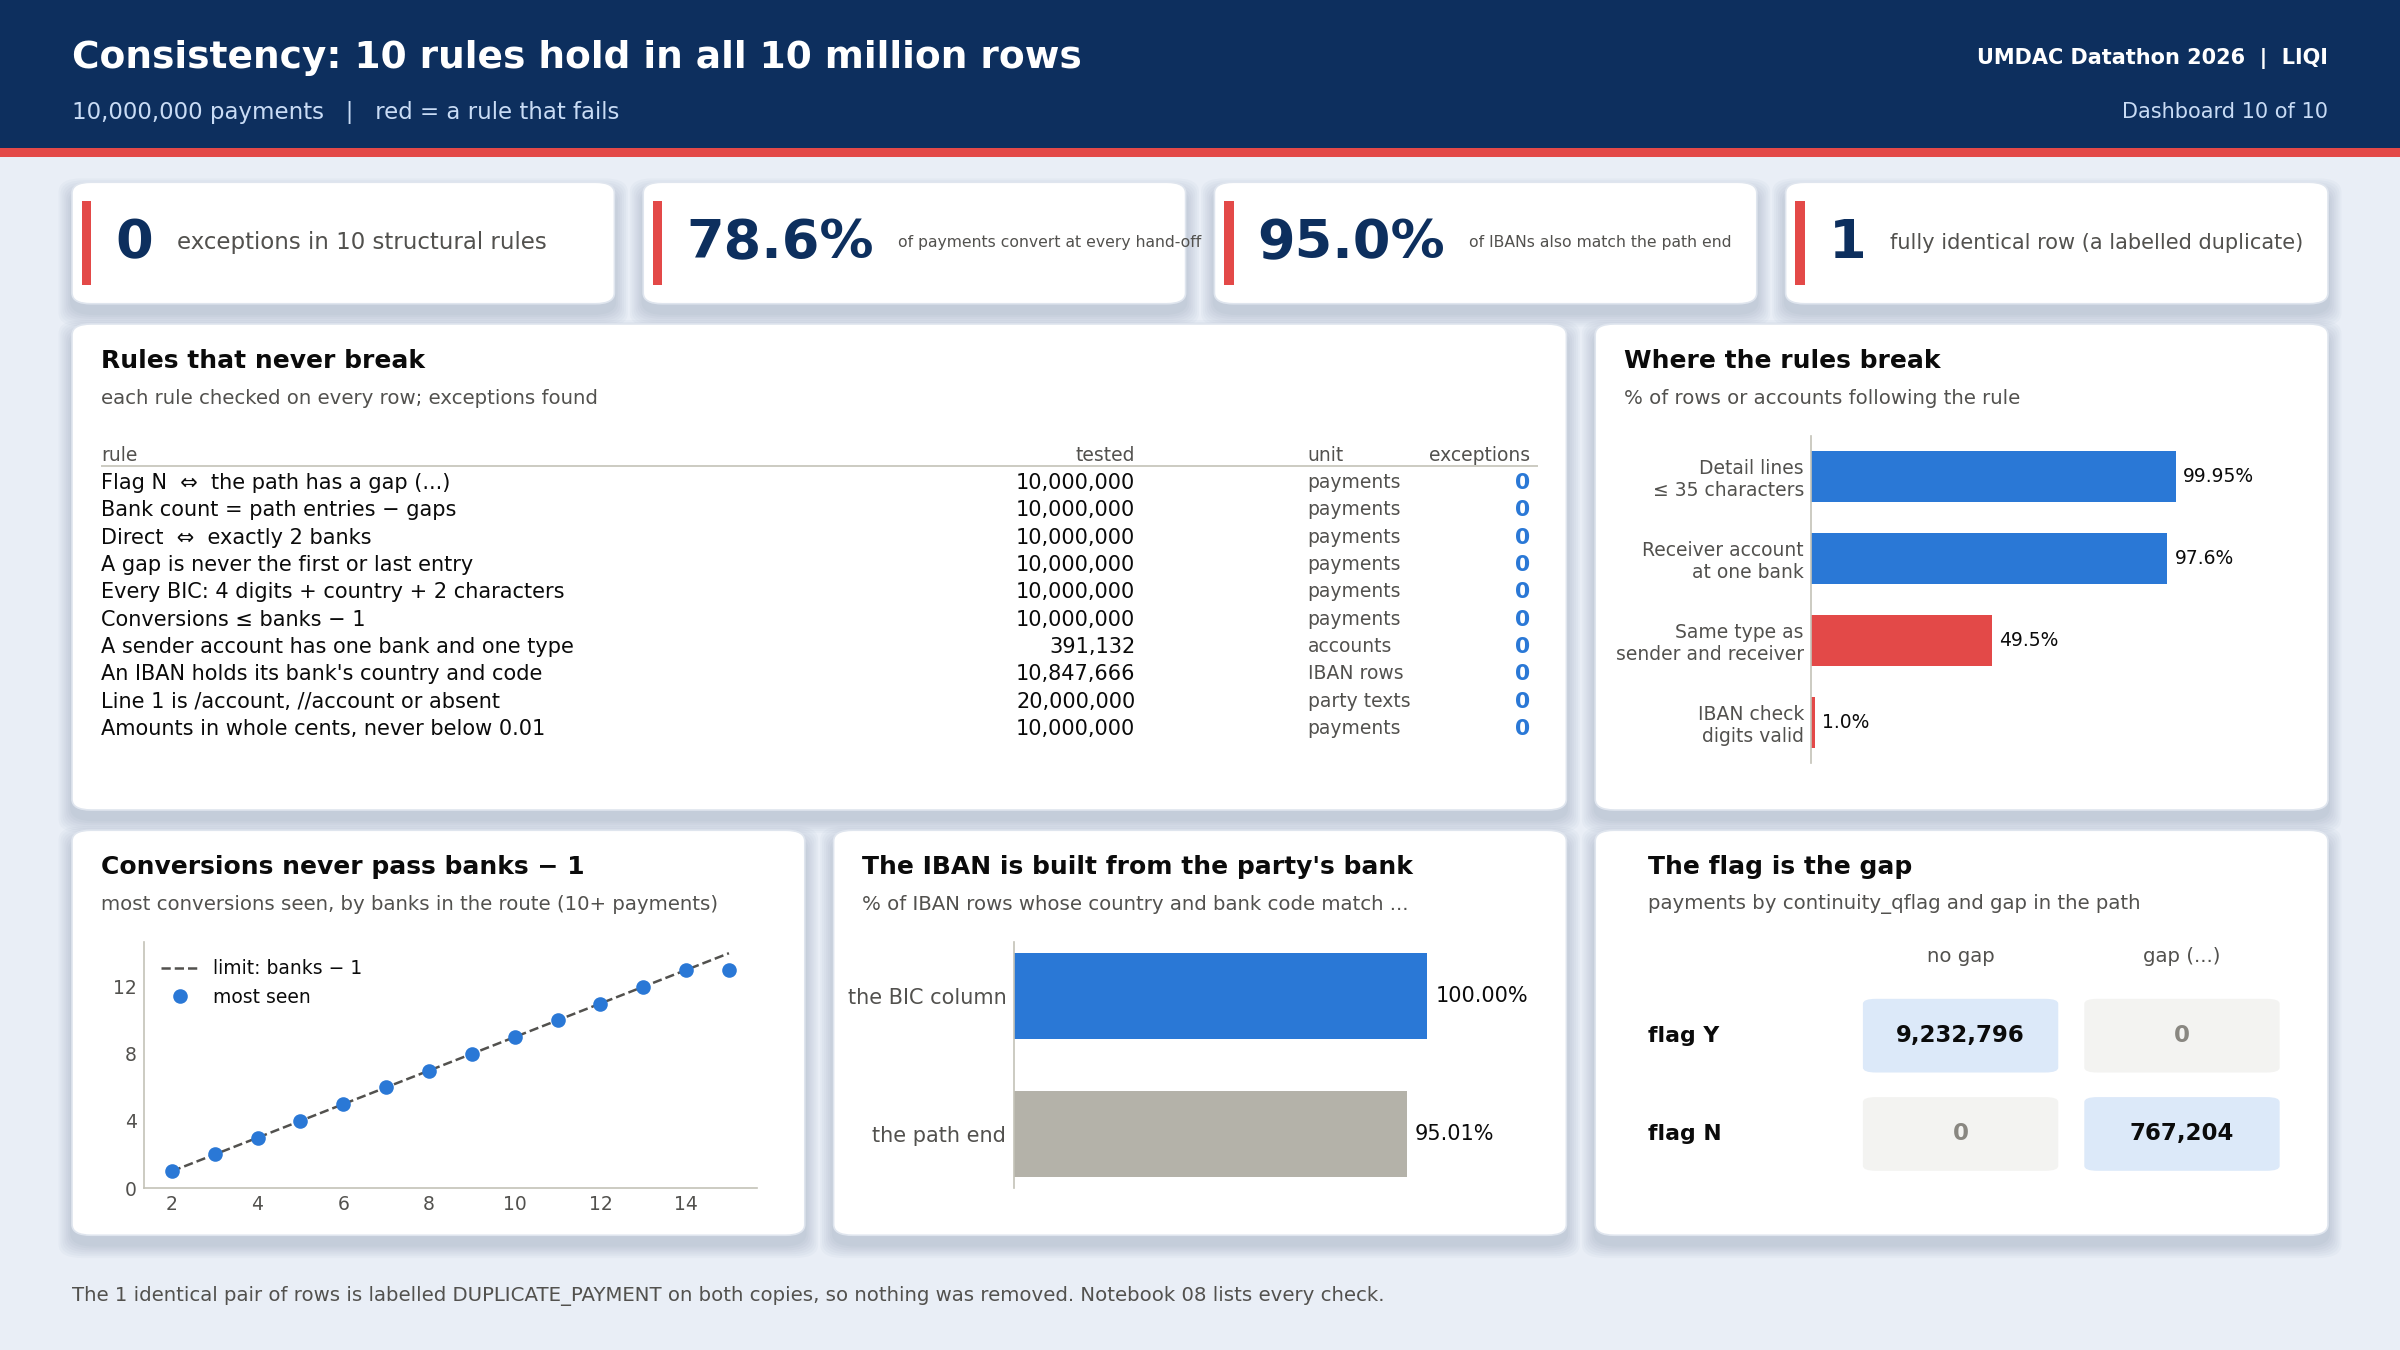 Consistency: 10 rules hold in all 10 million rows
UMDAC Datathon 2026 | LIQI
10,000,000 payments | red = a rule that fails
Dashboard 10 of 10
0 exceptions in 10 structural rules
78.6% of payments convert at every hand-off
95.0% of IBANs also match the path end
1 fully identical row (a labelled duplicate)
Rules that never break
each rule checked on every row; exceptions found
rule tested unit exceptions
Flag N ⇔ the path has a gap (...) 10,000,000 payments 0
Bank count = path entries − gaps 10,000,000 payments 0
Direct ⇔ exactly 2 banks 10,000,000 payments 0
A gap is never the first or last entry 10,000,000 payments 0
Every BIC: 4 digits + country + 2 characters 10,000,000 payments 0
Conversions ≤ banks − 1 10,000,000 payments 0
A sender account has one bank and one type 391,132 accounts 0
An IBAN holds its bank's country and code 10,847,666 IBAN rows 0
Line 1 is /account, //account or absent 20,000,000 party texts 0
Amounts in whole cents, never below 0.01 10,000,000 payments 0
Where the rules break
% of rows or accounts following the rule
Detail lines
≤ 35 characters
99.95%
Receiver account
at one bank
97.6%
Same type as
sender and receiver
49.5%
IBAN check
digits valid
1.0%
Conversions never pass banks − 1
most conversions seen, by banks in the route (10+ payments)
limit: banks − 1
most seen
12
8
4
0
2 4 6 8 10 12 14
The IBAN is built from the party's bank
% of IBAN rows whose country and bank code match ...
the BIC column 100.00%
the path end 95.01%
The flag is the gap
payments by continuity_qflag and gap in the path
no gap gap (...)
flag Y 9,232,796 0
flag N 0 767,204
The 1 identical pair of rows is labelled DUPLICATE_PAYMENT on both copies, so nothing was removed. Notebook 08 lists every check.